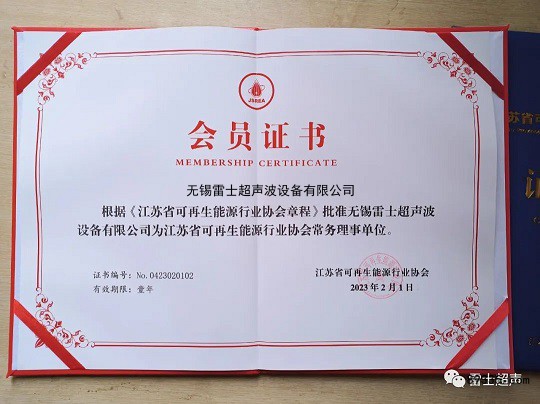 JSREA
会员证书
MEMBERSHIP CERTIFICATE
无锡雷士超声波设备有限公司
根据《江苏省可再生能源行业协会章程》批准无锡雷士超声波
设备有限公司为江苏省可再生能源行业协会常务理事单位。
证书编号：No.0423020102
有效期限：壹年
江苏省可再生能源行业协会
2023年2月1日
苏省可
雷士超声